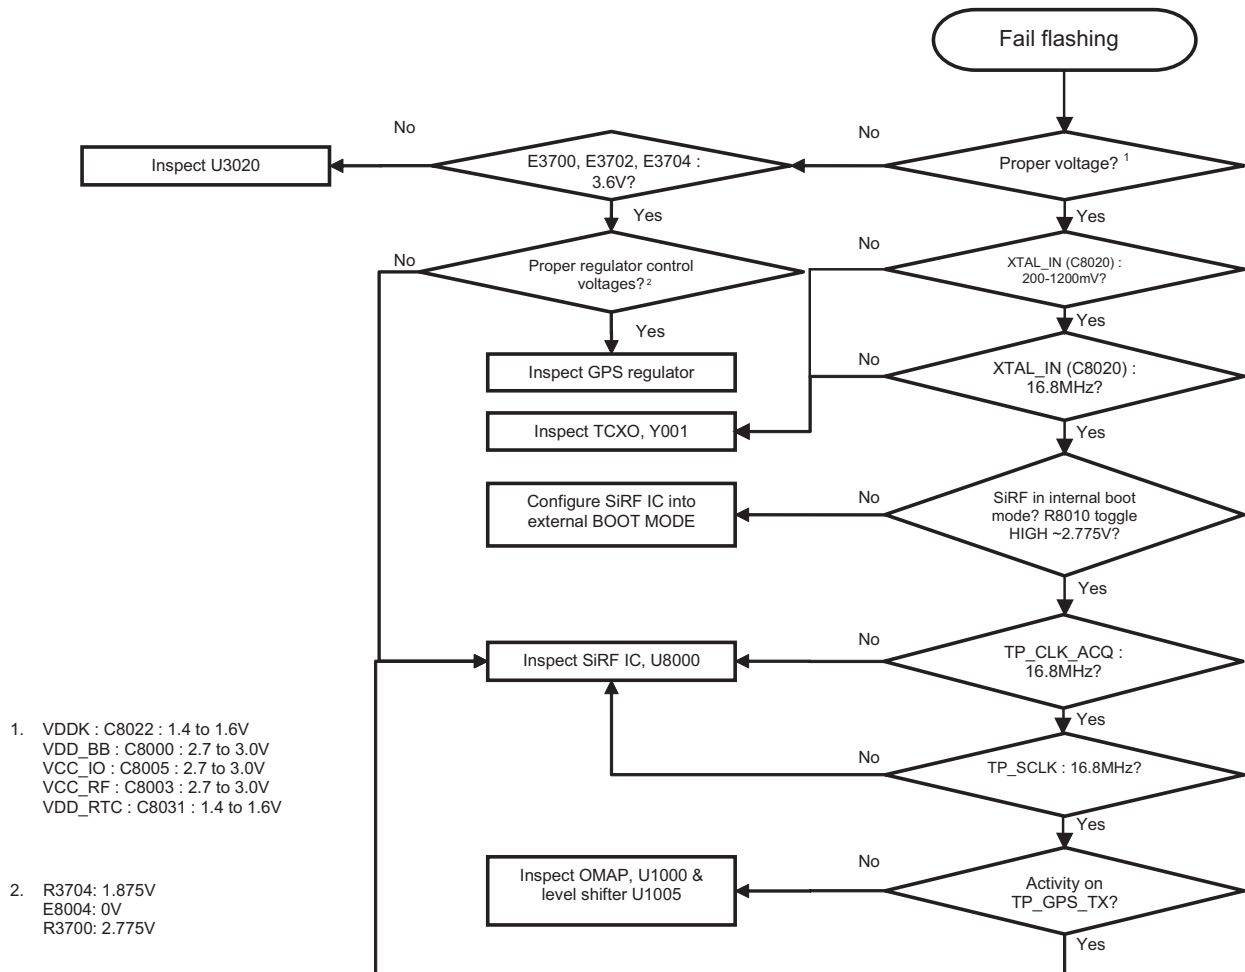 Fail flashing
No
No
Inspect U3020
E3700, E3702, E3704 :
3.6V?
Proper voltage? 1
Yes
Yes
No
No
Proper regulator control
voltages? 2
XTAL_IN (C8020) :
200-1200mV?
Yes
Yes
Inspect GPS regulator
No
XTAL_IN (C8020) :
16.8MHz?
Inspect TCXO, Y001
Yes
Configure SiRF IC into
external BOOT MODE
No
SiRF in internal boot
mode? R8010 toggle
HIGH ~2.775V?
Yes
Inspect SiRF IC, U8000
No
TP_CLK_ACQ :
16.8MHz?
Yes
1. VDDK : C8022 : 1.4 to 1.6V
VDD_BB : C8000 : 2.7 to 3.0V
VCC_IO : C8005 : 2.7 to 3.0V
VCC_RF : C8003 : 2.7 to 3.0V
VDD_RTC : C8031 : 1.4 to 1.6V
No
TP_SCLK : 16.8MHz?
Yes
Inspect OMAP, U1000 &
level shifter U1005
No
Activity on
TP_GPS_TX?
Yes
2. R3704: 1.875V
E8004: 0V
R3700: 2.775V